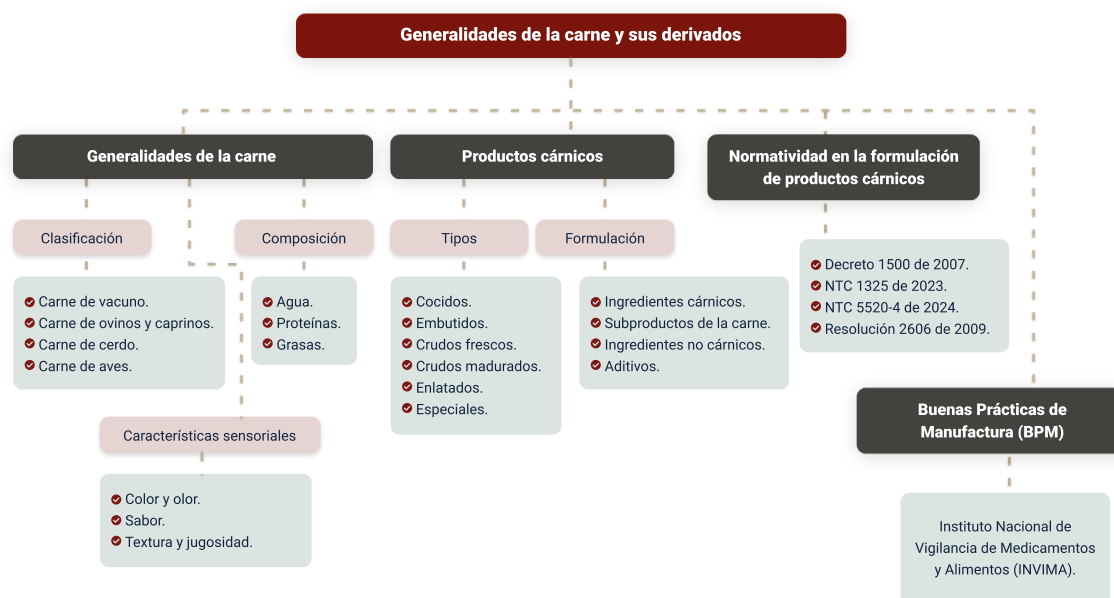 Generalidades de la carne y sus derivados
Generalidades de la carne
Clasificación
Carne de vacuno.
Carne de ovinos y caprinos.
Carne de cerdo.
Carne de aves.
Composición
Agua.
Proteínas.
Grasas.
Características sensoriales
Color y olor.
Sabor.
Textura y jugosidad.
Productos cárnicos
Tipos
Cocidos.
Embutidos.
Crudos frescos.
Crudos madurados.
Enlatados.
Especiales.
Formulación
Ingredientes cárnicos.
Subproductos de la carne.
Ingredientes no cárnicos.
Aditivos.
Normatividad en la formulación
de productos cárnicos
Decreto 1500 de 2007.
NTC 1325 de 2023.
NTC 5520-4 de 2024.
Resolución 2606 de 2009.
Buenas Prácticas de
Manufactura (BPM)
Instituto Nacional de
Vigilancia de Medicamentos
y Alimentos (INVIMA).